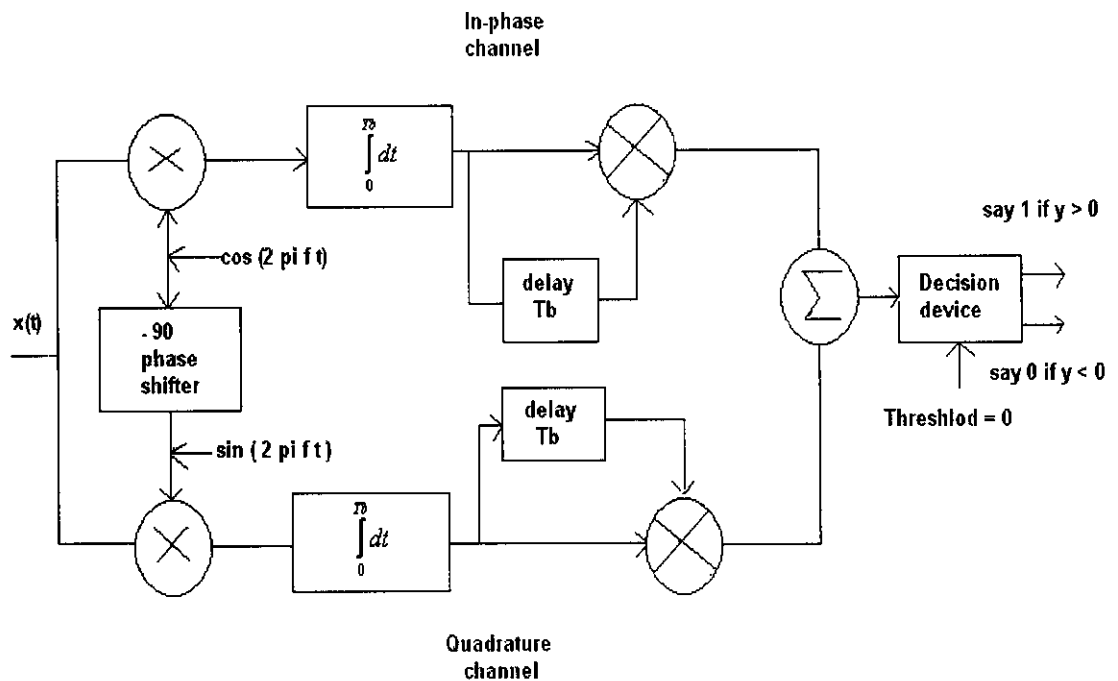 In-phase
channel
Tb
∫ dt
0
say 1 if y > 0
cos (2 pi f t)
delay
Tb
Decision
device
x(t)
- 90
phase
shifter
Σ
say 0 if y < 0
delay
Tb
Threshlod = 0
sin ( 2 pi f t )
Tb
∫ dt
0
Quadrature
channel